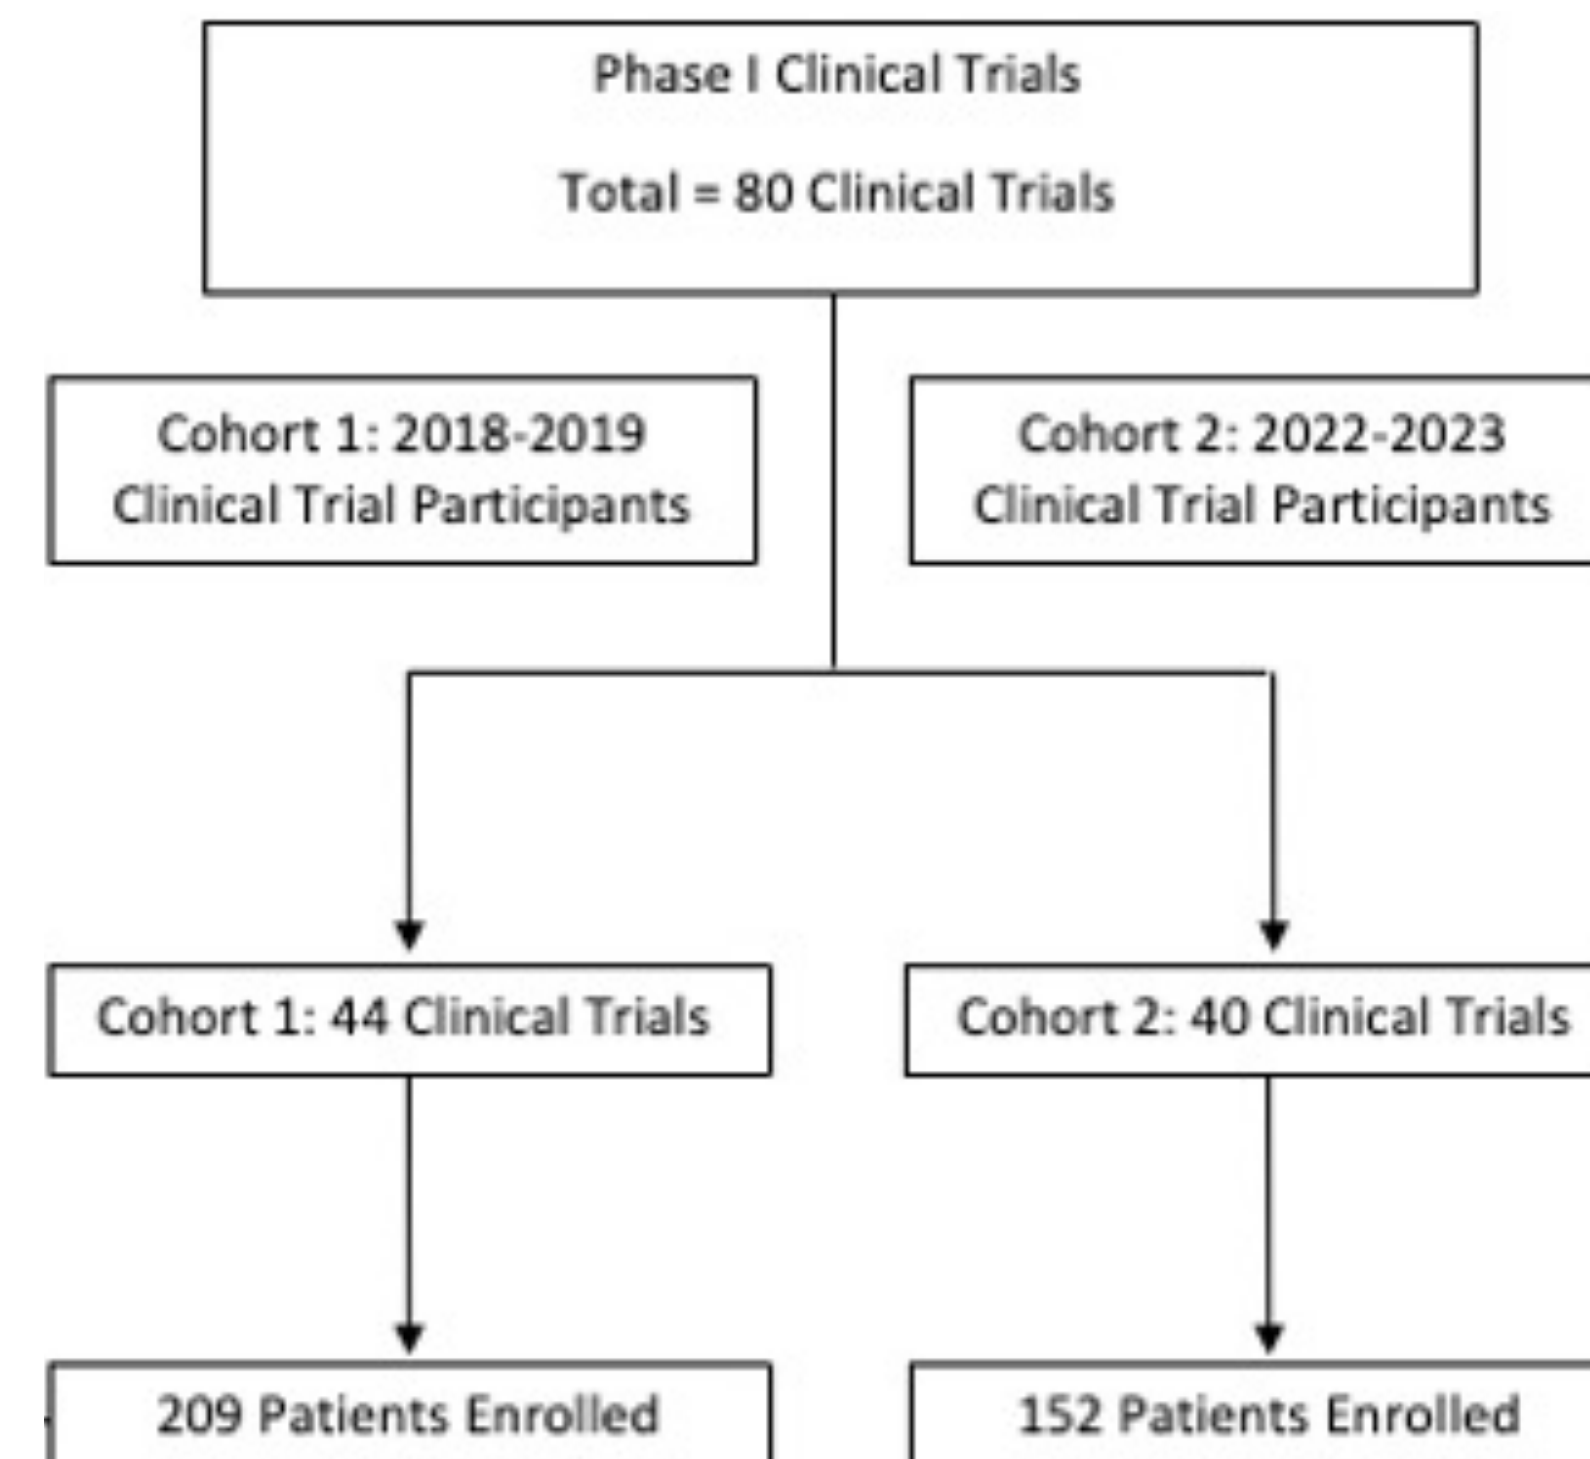 Phase I Clinical Trials
Total = 80 Clinical Trials
Cohort 1: 2018-2019
Clinical Trial Participants
Cohort 2: 2022-2023
Clinical Trial Participants
Cohort 1: 44 Clinical Trials
Cohort 2: 40 Clinical Trials
209 Patients Enrolled
152 Patients Enrolled